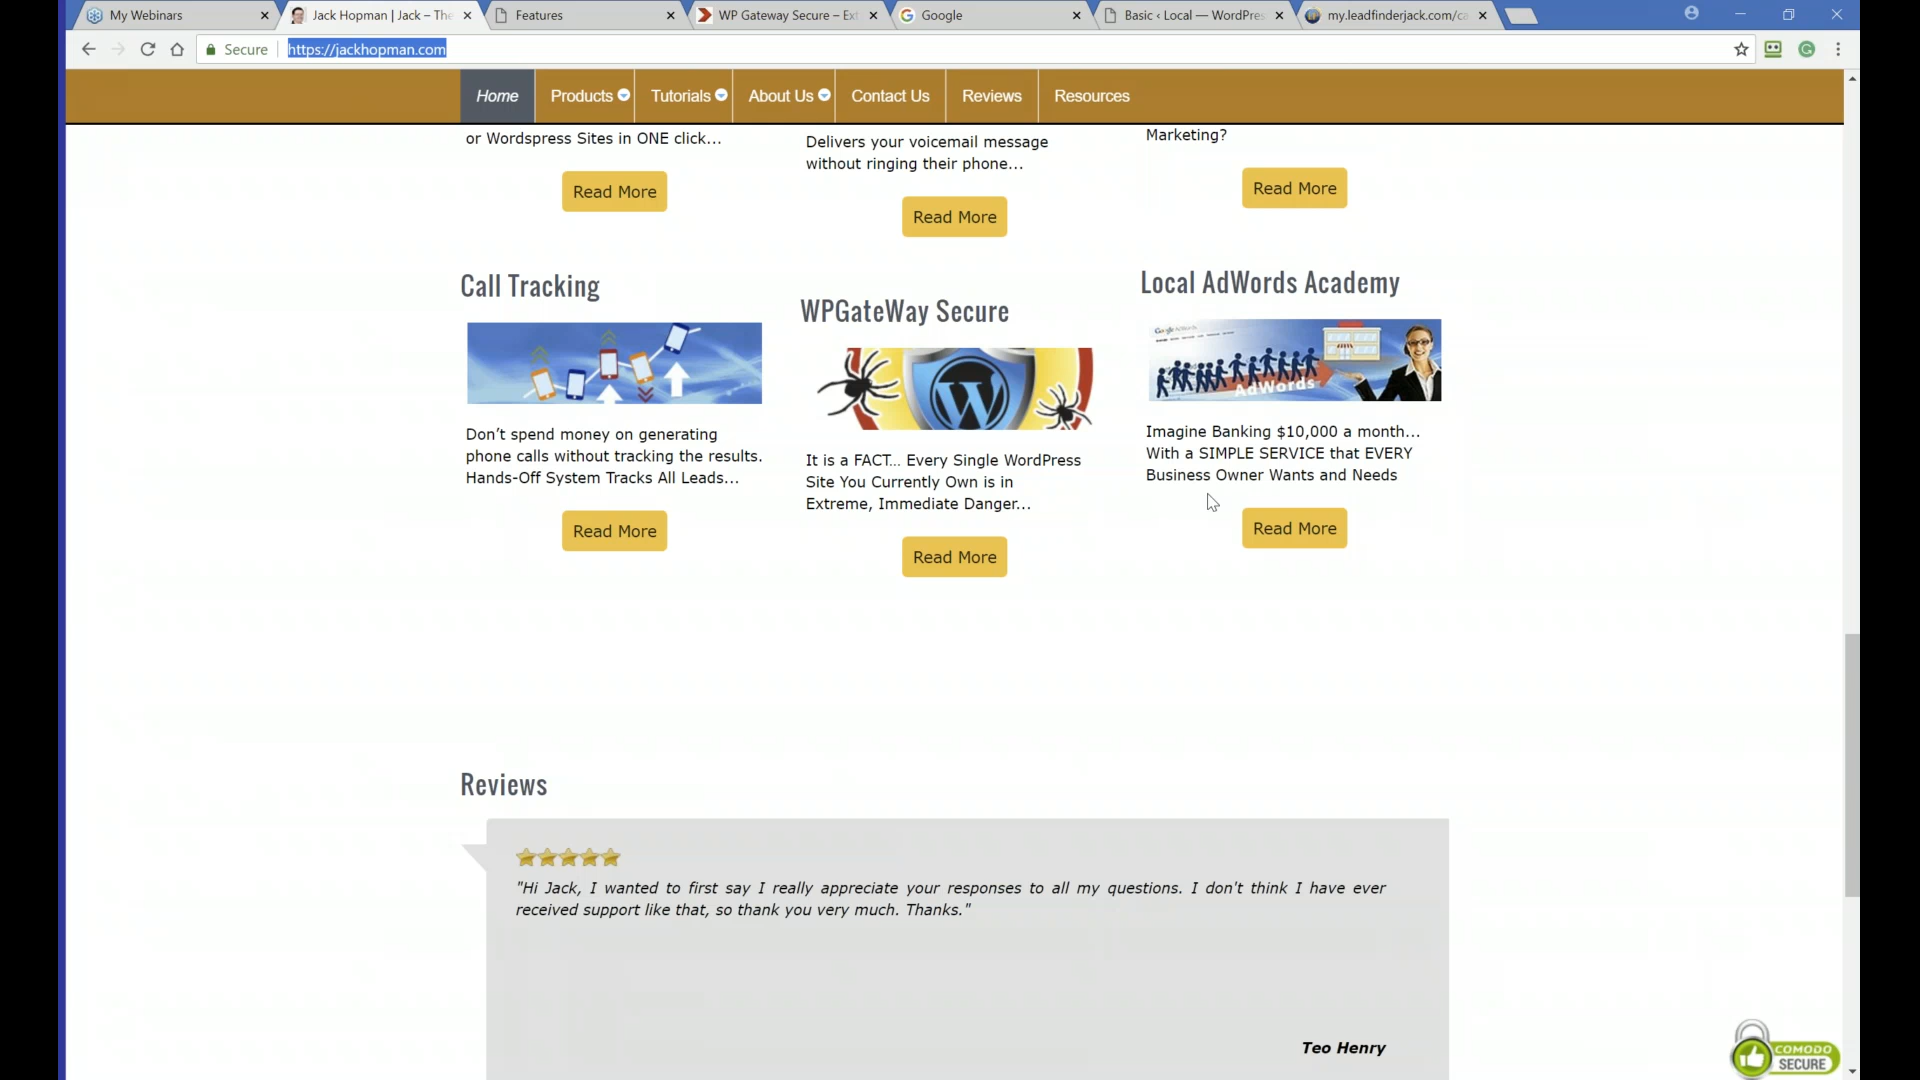 My Webinars
Jack Hopman | Jack – The
Features
WP Gateway Secure – Ext
Google
Basic ‹ Local — WordPres
my.leadfinderjack.com/ca
Secure
https://jackhopman.com
Home
Products
Tutorials
About Us
Contact Us
Reviews
Resources
or Wordspress Sites in ONE click...
Read More
Delivers your voicemail message
without ringing their phone...
Read More
Marketing?
Read More
Call Tracking
Don't spend money on generating
phone calls without tracking the results.
Hands-Off System Tracks All Leads...
Read More
WPGateWay Secure
It is a FACT... Every Single WordPress
Site You Currently Own is in
Extreme, Immediate Danger...
Read More
Local AdWords Academy
AdWords
Imagine Banking $10,000 a month...
With a SIMPLE SERVICE that EVERY
Business Owner Wants and Needs
Read More
Reviews
"Hi Jack, I wanted to first say I really appreciate your responses to all my questions. I don't think I have ever
received support like that, so thank you very much. Thanks."
Teo Henry
COMODO
SECURE